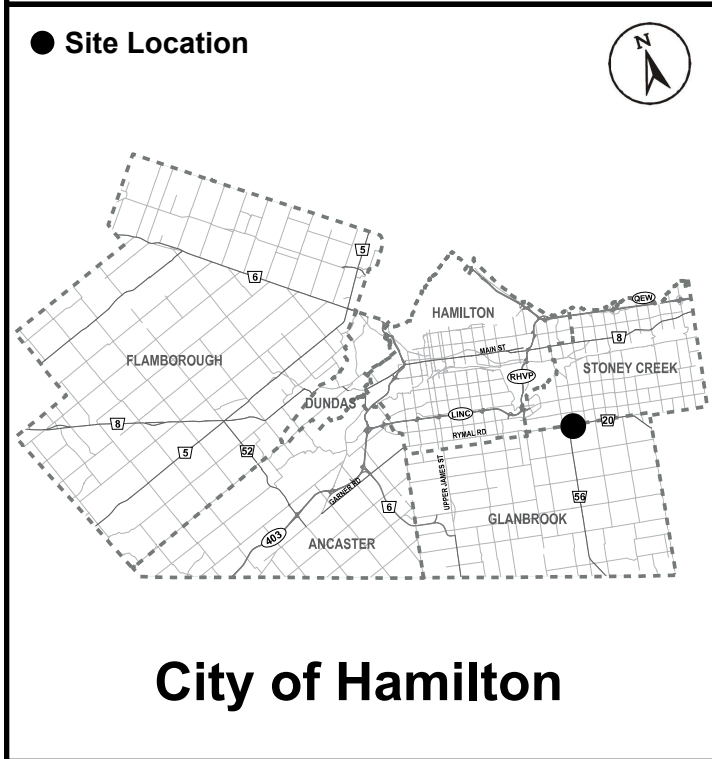 Site Location
N
5
6
HAMILTON
QEW
8
MAIN ST
FLAMBOROUGH
STONEY CREEK
RHVP
DUNDAS
LINC
20
8
RYMAL RD
5
52
UPPER JAMES ST
GARNER RD
56
6
GLANBROOK
403
ANCASTER
City of Hamilton